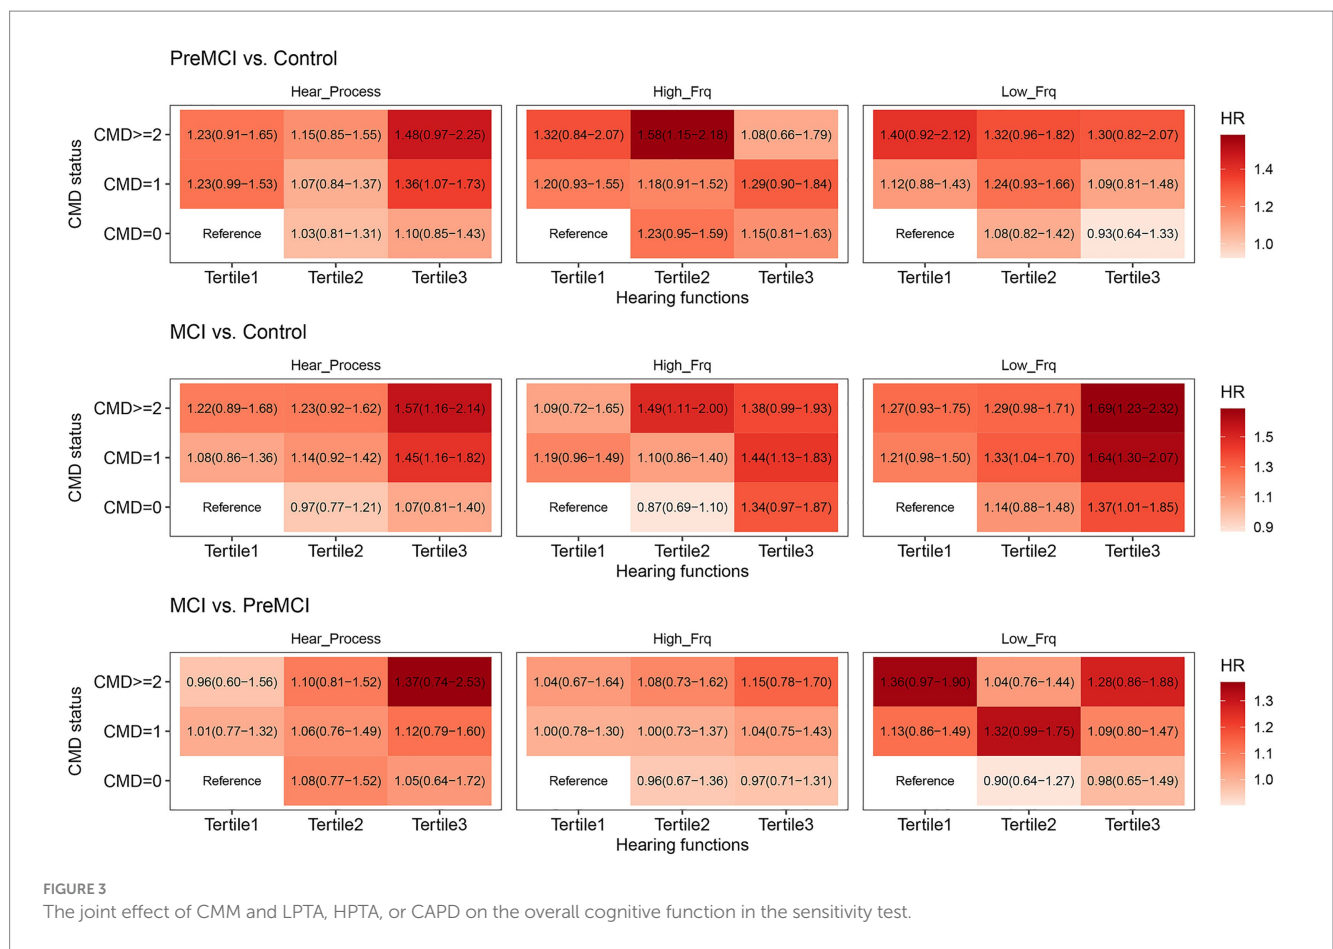 PreMCI vs. Control
Hear_Process High_Frq Low_Frq
CMD>=2 1.23(0.91−1.65) 1.15(0.85−1.55) 1.48(0.97−2.25) 1.32(0.84−2.07) 1.58(1.15−2.18) 1.08(0.66−1.79) 1.40(0.92−2.12) 1.32(0.96−1.82) 1.30(0.82−2.07)
CMD=1 1.23(0.99−1.53) 1.07(0.84−1.37) 1.36(1.07−1.73) 1.20(0.93−1.55) 1.18(0.91−1.52) 1.29(0.90−1.84) 1.12(0.88−1.43) 1.24(0.93−1.66) 1.09(0.81−1.48)
CMD=0 Reference 1.03(0.81−1.31) 1.10(0.85−1.43) Reference 1.23(0.95−1.59) 1.15(0.81−1.63) Reference 1.08(0.82−1.42) 0.93(0.64−1.33)
CMD status
Tertile1 Tertile2 Tertile3 Tertile1 Tertile2 Tertile3 Tertile1 Tertile2 Tertile3
Hearing functions
HR
1.4
1.2
1.0
MCI vs. Control
Hear_Process High_Frq Low_Frq
CMD>=2 1.22(0.89−1.68) 1.23(0.92−1.62) 1.57(1.16−2.14) 1.09(0.72−1.65) 1.49(1.11−2.00) 1.38(0.99−1.93) 1.27(0.93−1.75) 1.29(0.98−1.71) 1.69(1.23−2.32)
CMD=1 1.08(0.86−1.36) 1.14(0.92−1.42) 1.45(1.16−1.82) 1.19(0.96−1.49) 1.10(0.86−1.40) 1.44(1.13−1.83) 1.21(0.98−1.50) 1.33(1.04−1.70) 1.64(1.30−2.07)
CMD=0 Reference 0.97(0.77−1.21) 1.07(0.81−1.40) Reference 0.87(0.69−1.10) 1.34(0.97−1.87) Reference 1.14(0.88−1.48) 1.37(1.01−1.85)
CMD status
Tertile1 Tertile2 Tertile3 Tertile1 Tertile2 Tertile3 Tertile1 Tertile2 Tertile3
Hearing functions
HR
1.5
1.3
1.1
0.9
MCI vs. PreMCI
Hear_Process High_Frq Low_Frq
CMD>=2 0.96(0.60−1.56) 1.10(0.81−1.52) 1.37(0.74−2.53) 1.04(0.67−1.64) 1.08(0.73−1.62) 1.15(0.78−1.70) 1.36(0.97−1.90) 1.04(0.76−1.44) 1.28(0.86−1.88)
CMD=1 1.01(0.77−1.32) 1.06(0.76−1.49) 1.12(0.79−1.60) 1.00(0.78−1.30) 1.00(0.73−1.37) 1.04(0.75−1.43) 1.13(0.86−1.49) 1.32(0.99−1.75) 1.09(0.80−1.47)
CMD=0 Reference 1.08(0.77−1.52) 1.05(0.64−1.72) Reference 0.96(0.67−1.36) 0.97(0.71−1.31) Reference 0.90(0.64−1.27) 0.98(0.65−1.49)
CMD status
Tertile1 Tertile2 Tertile3 Tertile1 Tertile2 Tertile3 Tertile1 Tertile2 Tertile3
Hearing functions
HR
1.3
1.2
1.1
1.0
FIGURE 3
The joint effect of CMM and LPTA, HPTA, or CAPD on the overall cognitive function in the sensitivity test.